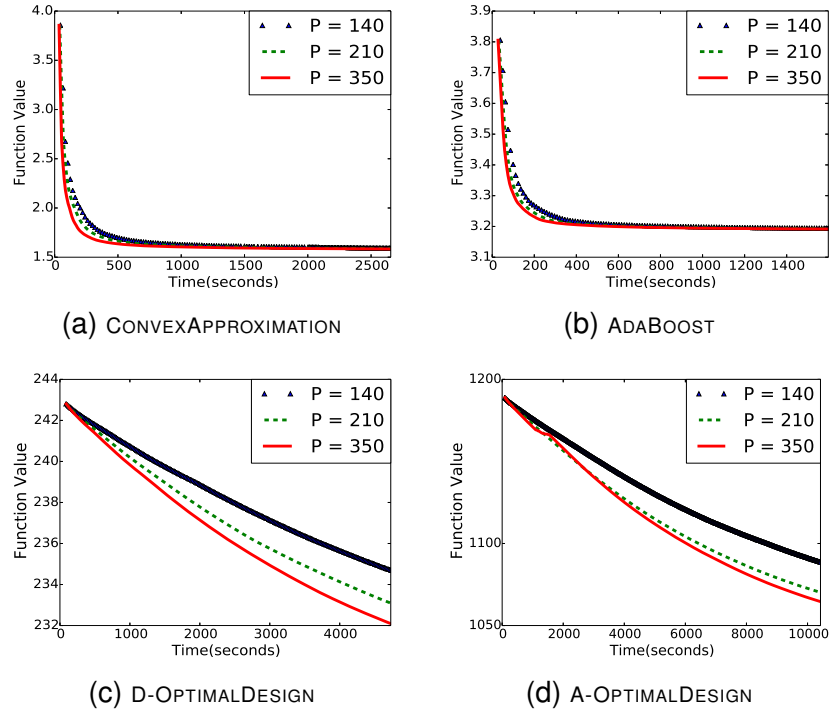 4.0
3.5
3.0
2.5
2.0
1.5
Function Value
0 500 1000 1500 2000 2500
Time(seconds)
P = 140
P = 210
P = 350
(a) CONVEXAPPROXIMATION
3.9
3.8
3.7
3.6
3.5
3.4
3.3
3.2
3.1
Function Value
0 200 400 600 800 1000 1200 1400
Time(seconds)
P = 140
P = 210
P = 350
(b) ADABOOST
244
242
240
238
236
234
232
Function Value
0 1000 2000 3000 4000
Time(seconds)
P = 140
P = 210
P = 350
(c) D-OPTIMALDESIGN
1200
1100
1050
Function Value
0 2000 4000 6000 8000 10000
Time(seconds)
P = 140
P = 210
P = 350
(d) A-OPTIMALDESIGN